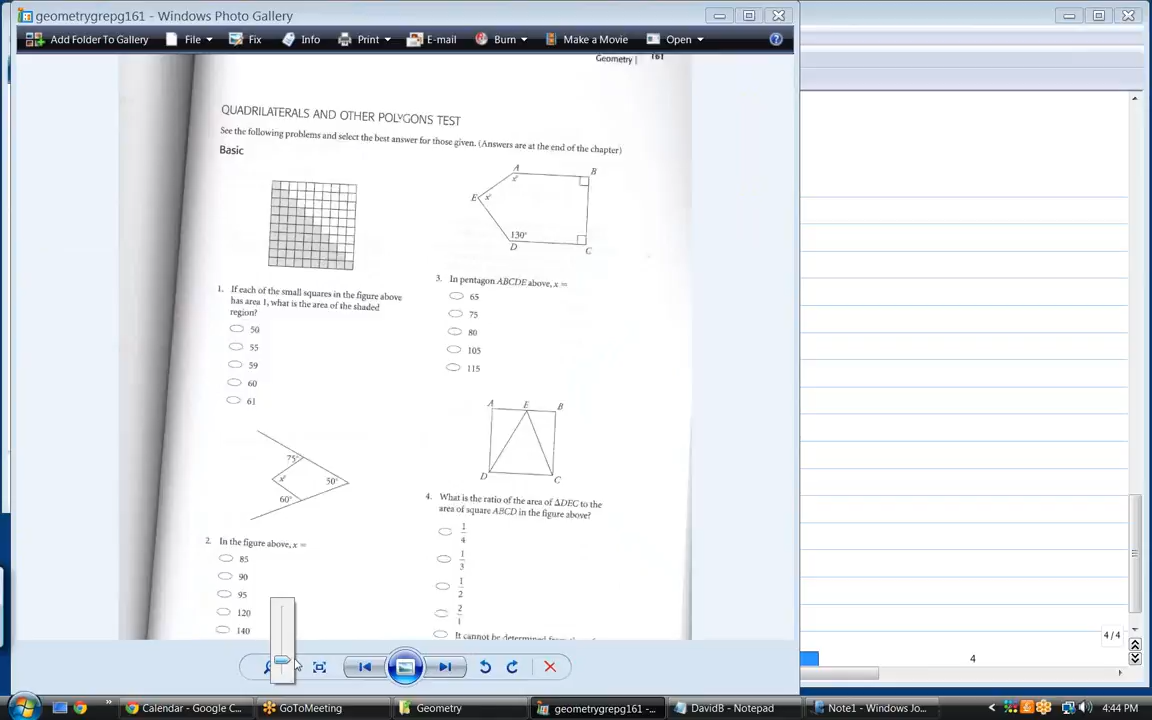 geometrygrepg161 - Windows Photo Gallery
Add Folder To Gallery File Fix Info Print E-mail Burn Make a Movie Open
Geometry | 161
QUADRILATERALS AND OTHER POLYGONS TEST
See the following problems and select the best answer for those given. (Answers are at the end of the chapter)
Basic
1. If each of the small squares in the figure above
has area 1, what is the area of the shaded
region?
50
55
59
60
61
75°
x°
50°
60°
2. In the figure above, x =
85
90
95
120
140
A
B
x°
E
x°
130°
D
C
3. In pentagon ABCDE above, x =
65
75
80
105
115
A E B
D C
4. What is the ratio of the area of ΔDEC to the
area of square ABCD in the figure above?
1
4
1
3
1
2
2
1
It cannot be determined from
4/4
4
Calendar - Google C... GoToMeeting Geometry geometrygrepg161 -... DavidB - Notepad Note1 - Windows Jo... 4:44 PM